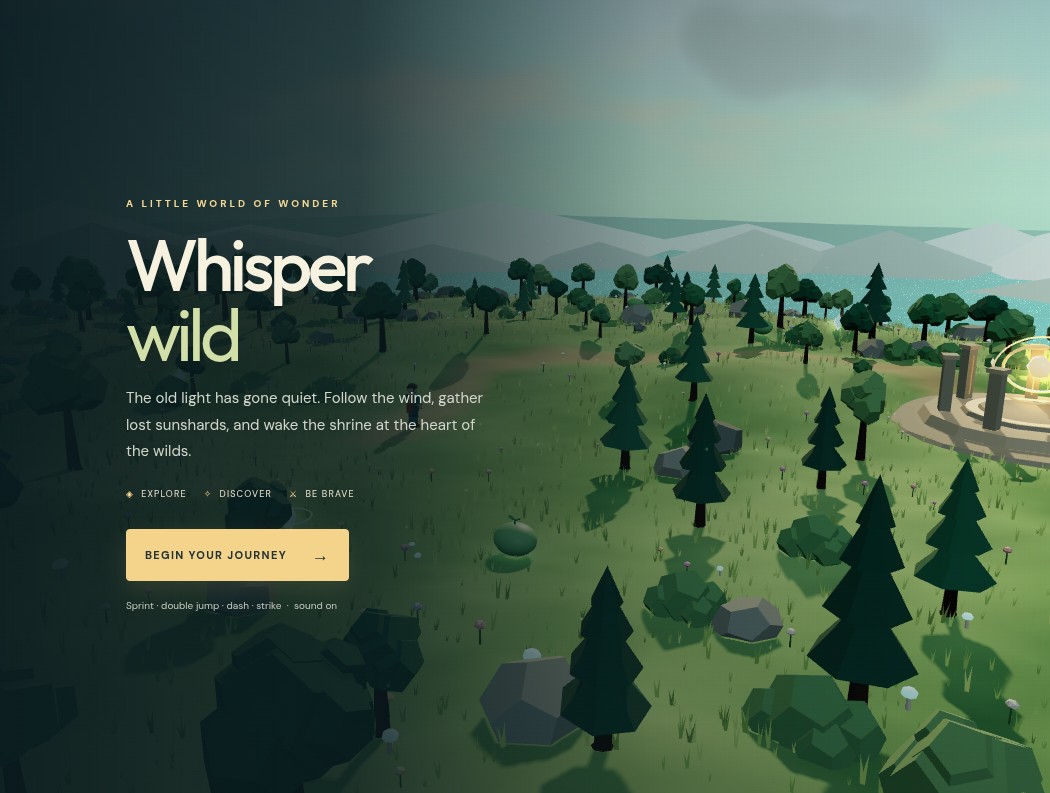 A LITTLE WORLD OF WONDER
Whisper
wild
The old light has gone quiet. Follow the wind, gather
lost sunshards, and wake the shrine at the heart of
the wilds.
◈ EXPLORE ✧ DISCOVER ⚔ BE BRAVE
BEGIN YOUR JOURNEY →
Sprint · double jump · dash · strike · sound on